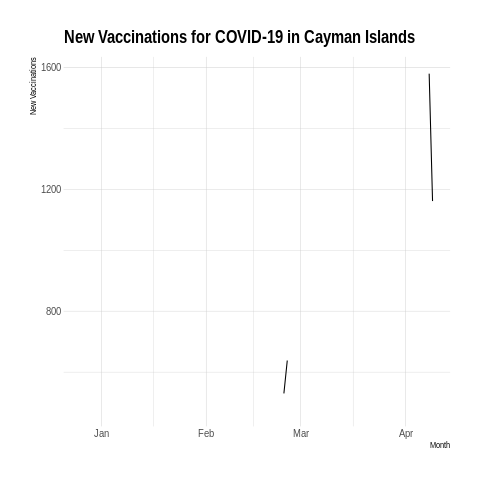 New Vaccinations for COVID-19 in Cayman Islands
New Vaccinations
1600
1200
800
Jan Feb Mar Apr
Month